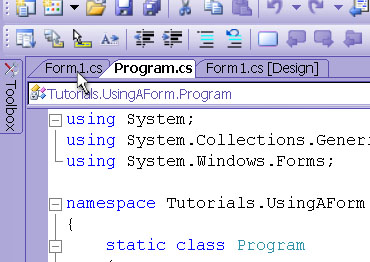 Form1.cs Program.cs Form1.cs [Design]
Toolbox
Tutorials.UsingAForm.Program
using System;
using System.Collections.Generi
using System.Windows.Forms;
namespace Tutorials.UsingAForm
{
static class Program